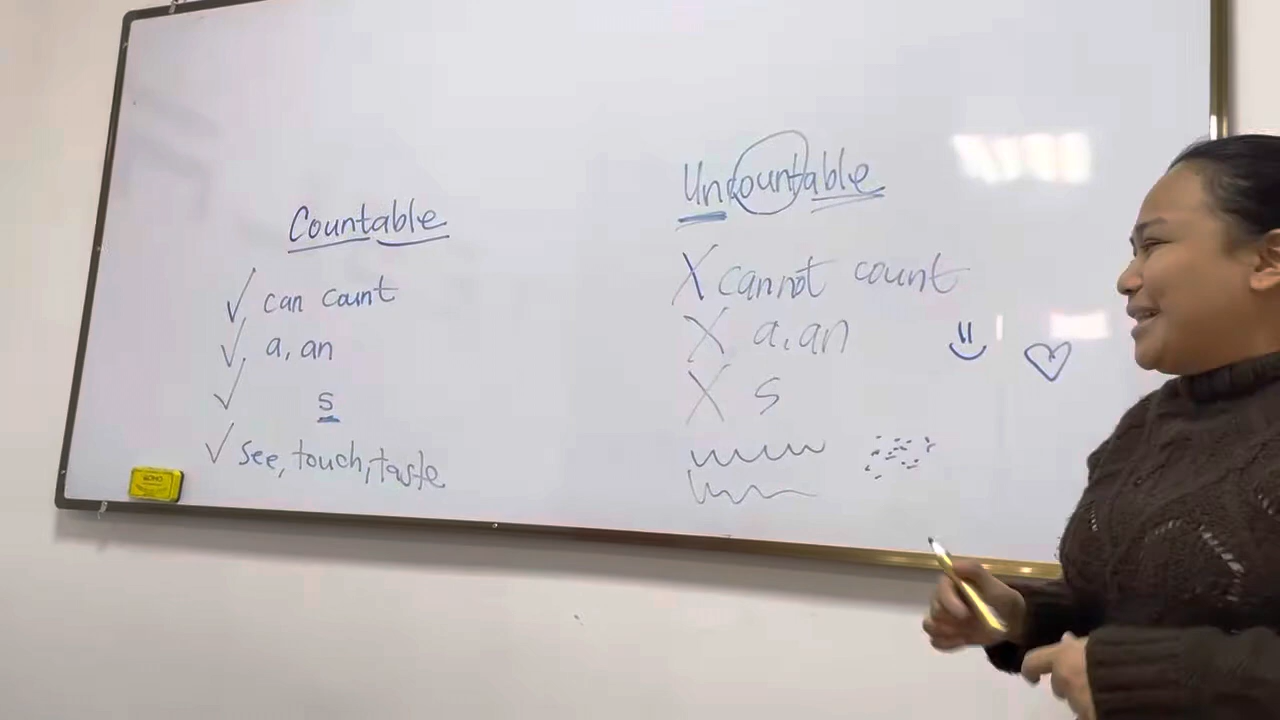 Countable
can count
a, an
s
see, touch, taste
Uncountable
X cannot count
X a, an
X s